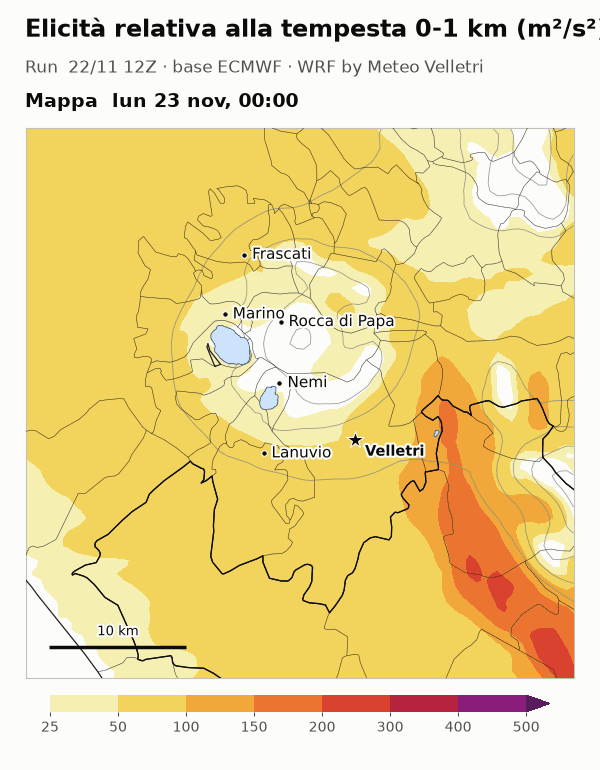 Elicità relativa alla tempesta 0-1 km (m²/s²)
Run  22/11 12Z · base ECMWF · WRF by Meteo Velletri
Mappa  lun 23 nov, 00:00
Frascati
Marino
Rocca di Papa
Nemi
Velletri
Lanuvio
10 km
25 50 100 150 200 300 400 500